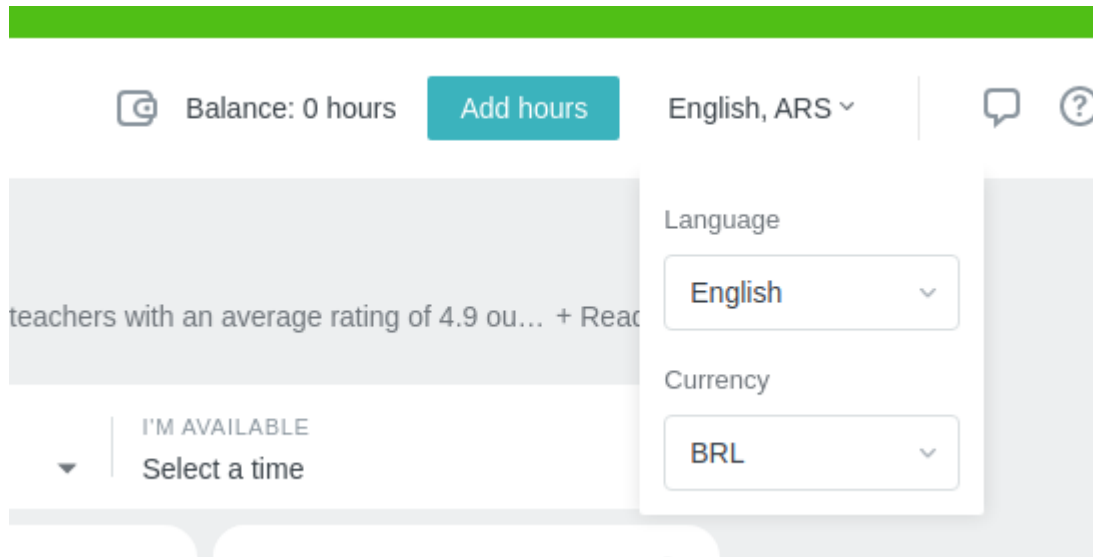 Balance: 0 hours
Add hours
English, ARS
Language
English
teachers with an average rating of 4.9 ou… + Read
Currency
BRL
I'M AVAILABLE
Select a time